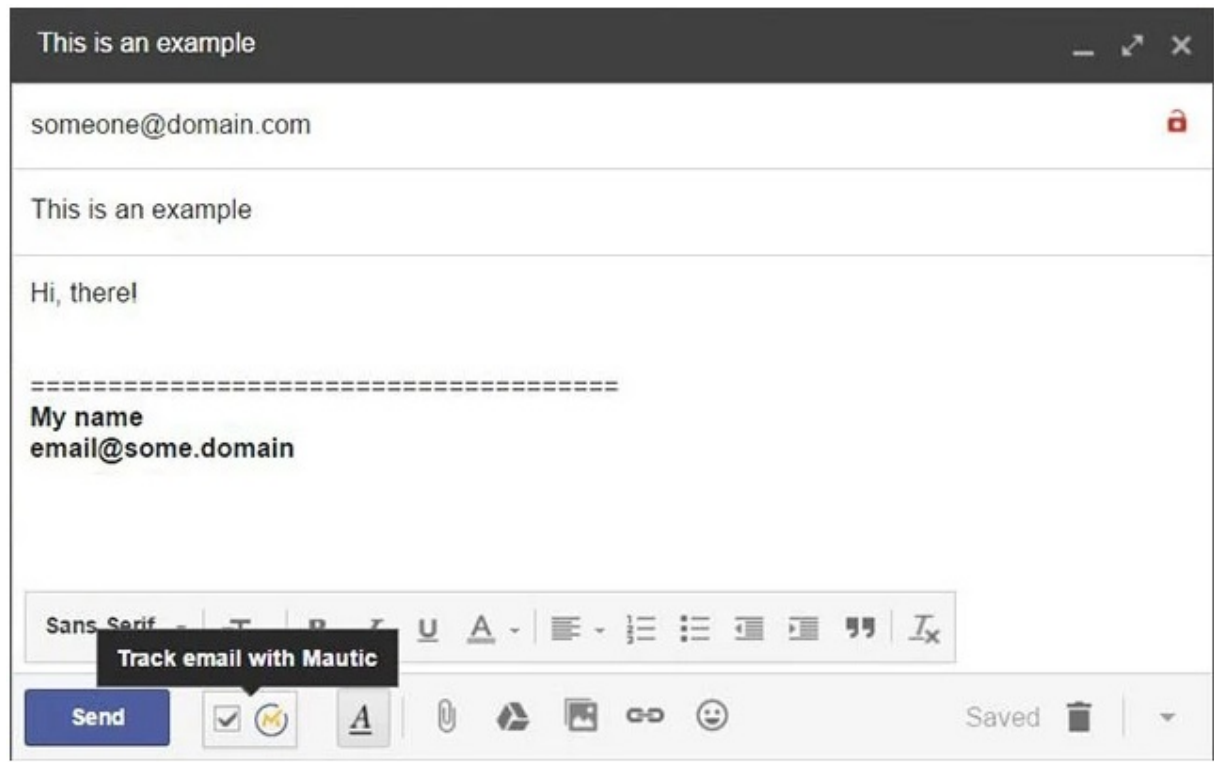 This is an example
someone@domain.com
This is an example
Hi, there!
======================================
My name
email@some.domain
Sans Serif
Track email with Mautic
Send
Saved